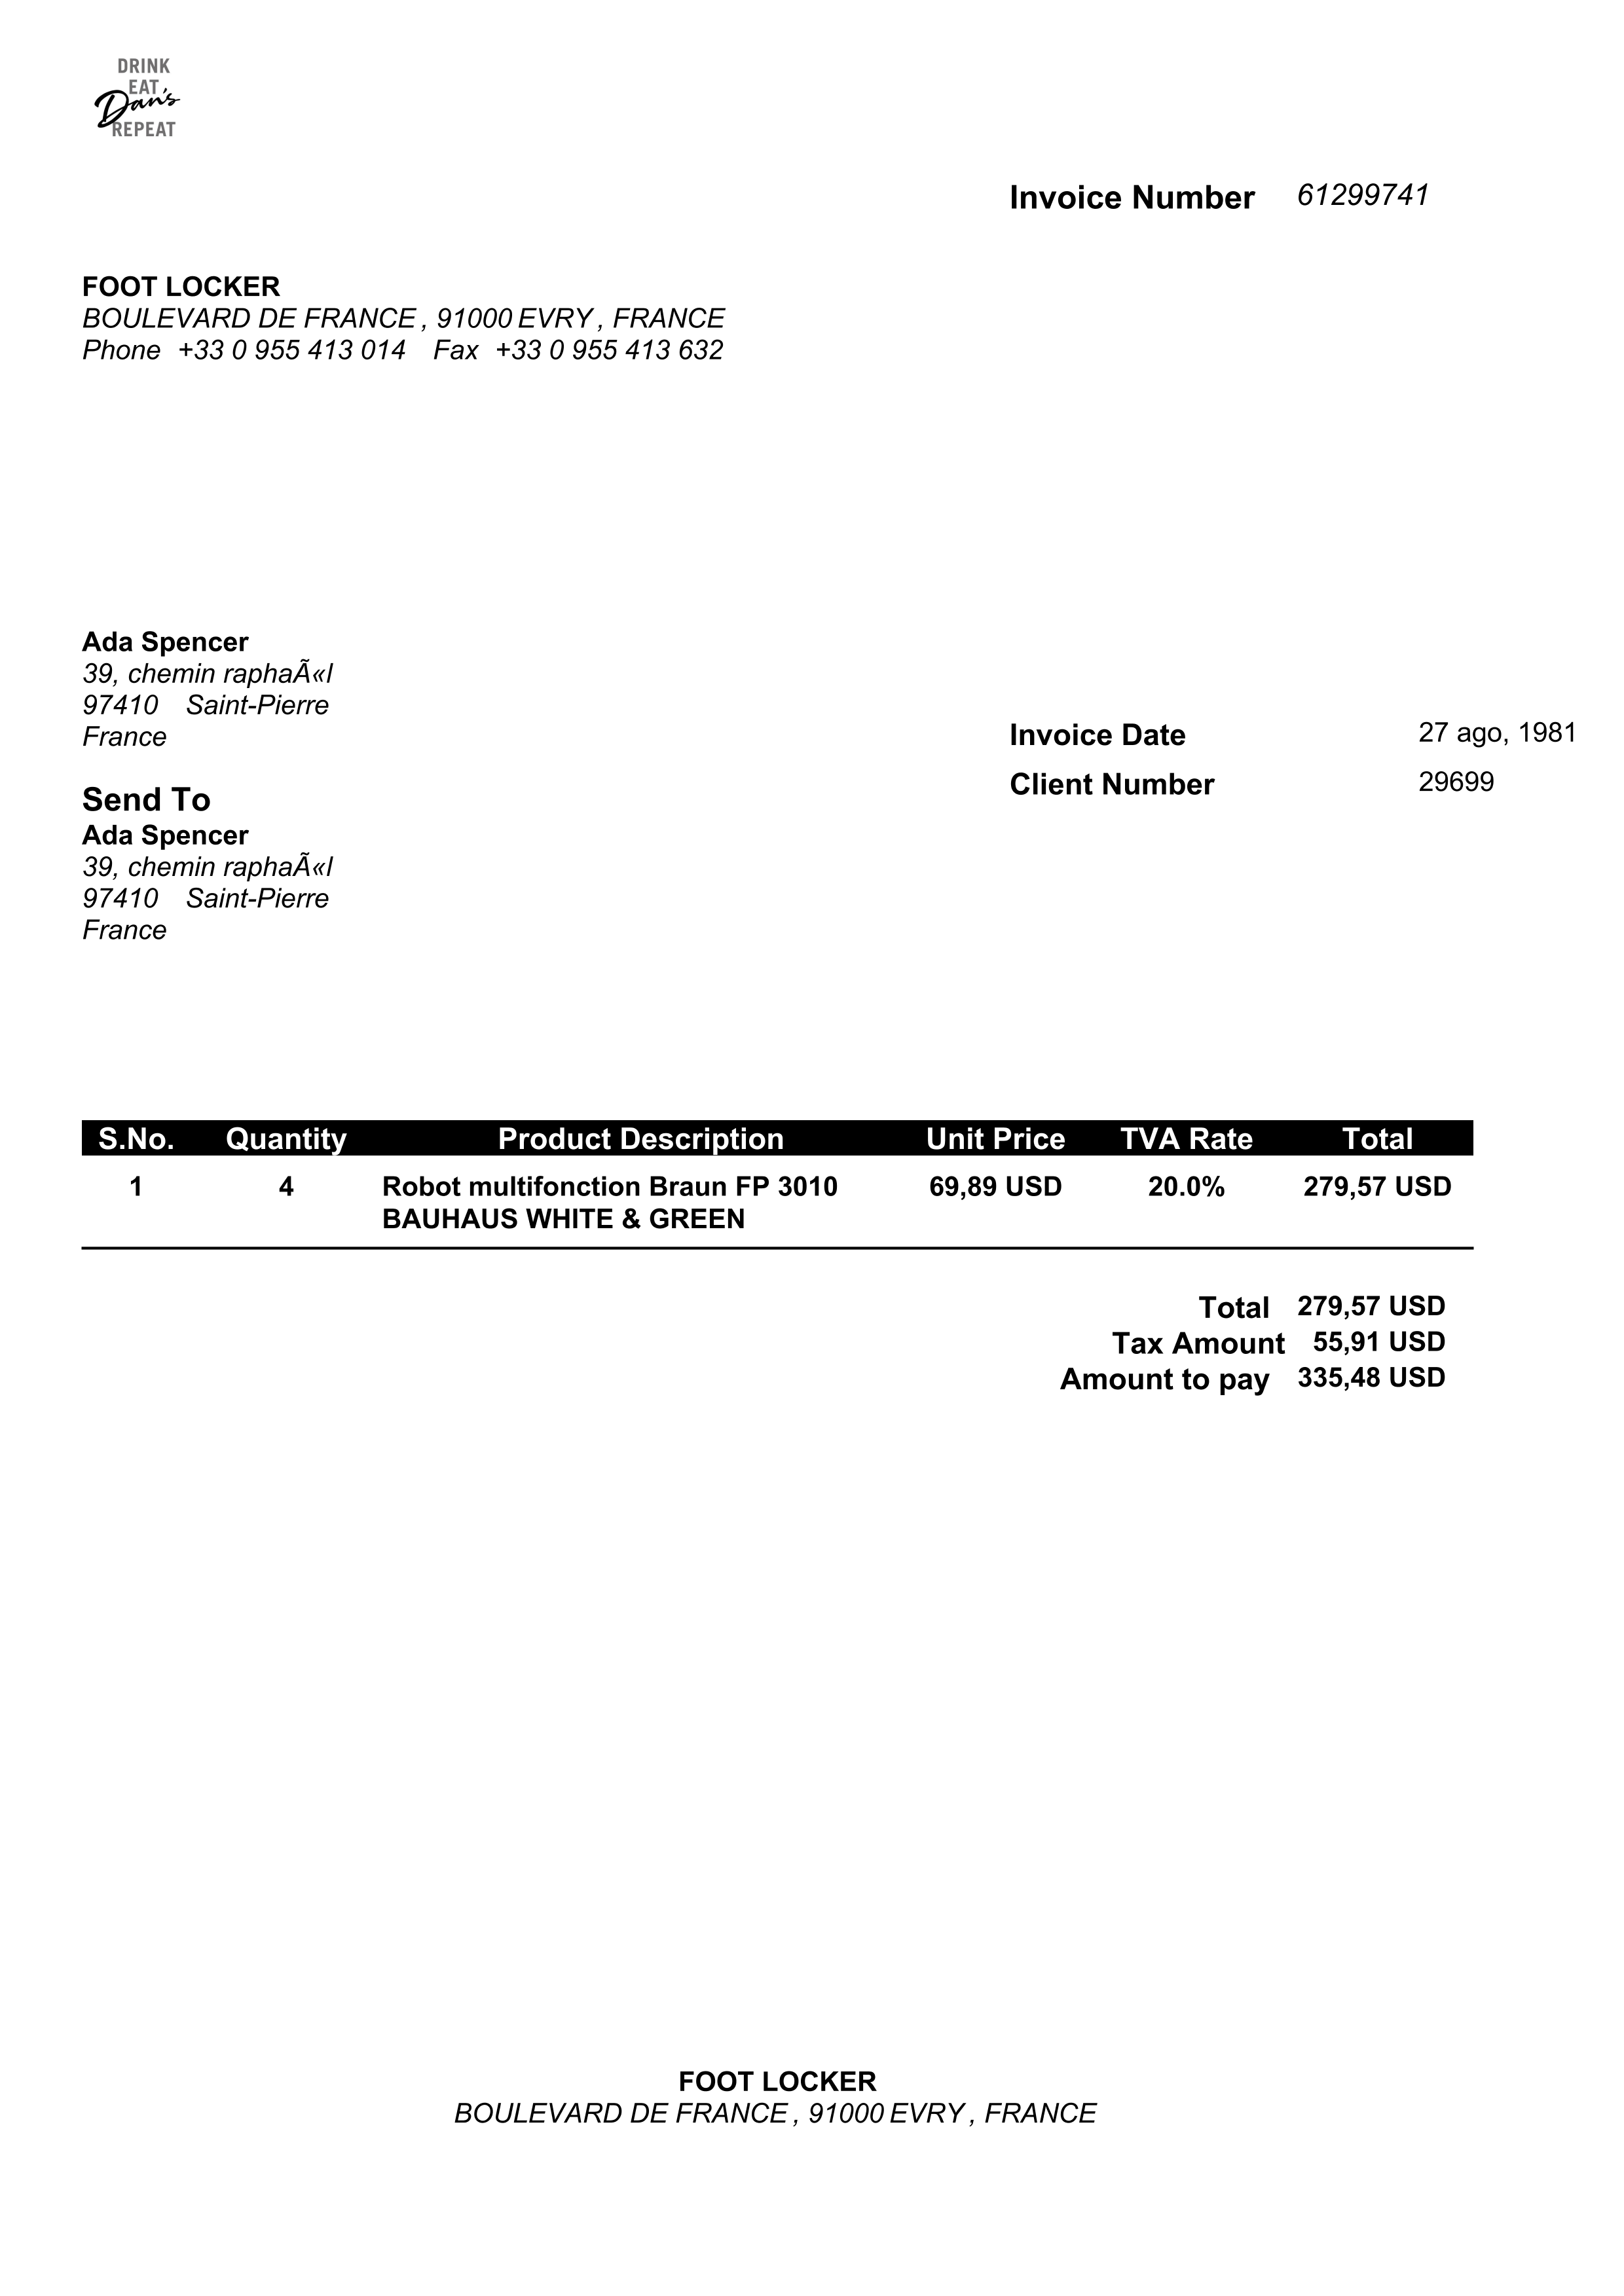 DRINK
EAT
Dan's
REPEAT
Invoice Number 61299741
FOOT LOCKER
BOULEVARD DE FRANCE , 91000 EVRY , FRANCE
Phone +33 0 955 413 014 Fax +33 0 955 413 632
Ada Spencer
39, chemin raphaÃ«l
97410 Saint-Pierre
France
Invoice Date 27 ago, 1981
Client Number 29699
Send To
Ada Spencer
39, chemin raphaÃ«l
97410 Saint-Pierre
France
S.No. Quantity Product Description Unit Price TVA Rate Total
1 4 Robot multifonction Braun FP 3010 69,89 USD 20.0% 279,57 USD
BAUHAUS WHITE & GREEN
Total 279,57 USD
Tax Amount 55,91 USD
Amount to pay 335,48 USD
FOOT LOCKER
BOULEVARD DE FRANCE , 91000 EVRY , FRANCE